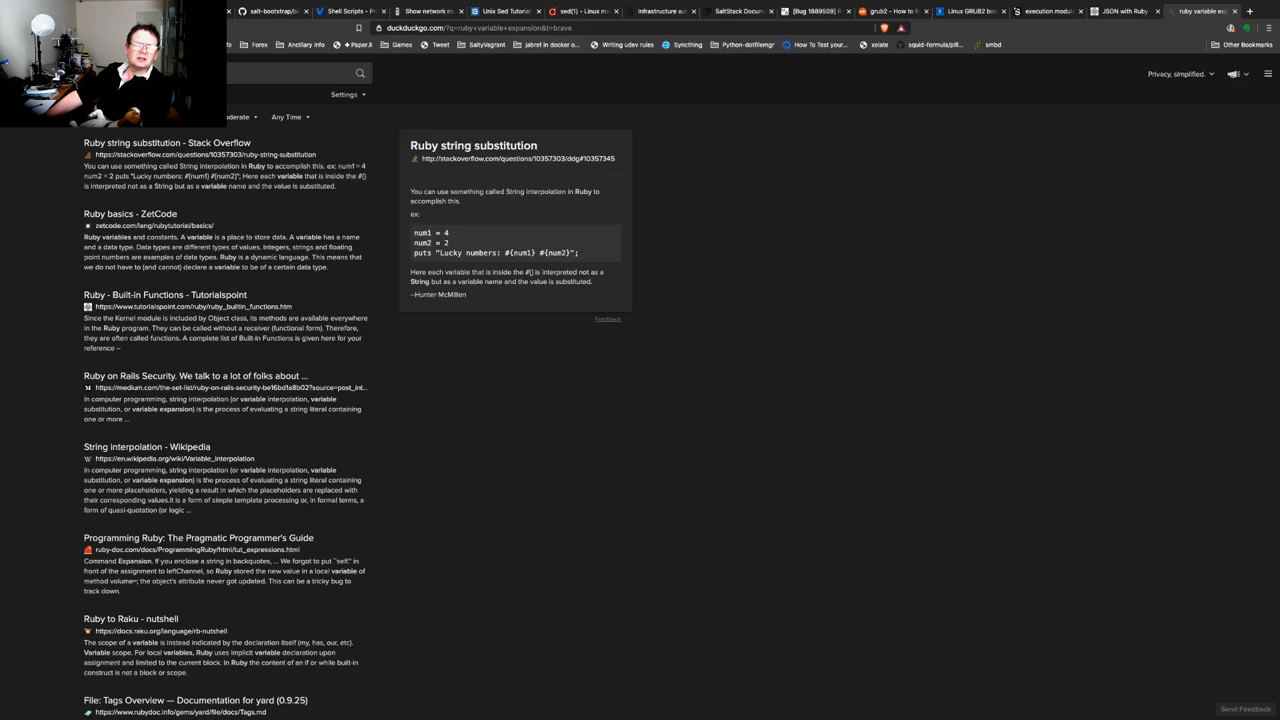 salt-bootstrap/b
Shell Scripts - P
Show network ro
Unix Sed Tutorial
sed(1) - Linux m
infrastructure au
SaltStack Docum
[Bug 1889509] R
grub2 - How to f
Linux GRUB2 boo
execution module
JSON with Ruby
ruby variable exp
duckduckgo.com/?q=ruby+variable+expansion&t=brave
Forex
Ancillary Info
Paper.li
Games
Tweet
SaltyVagrant
jabref in docker o...
Writing udev rules
Syncthing
Python-dotfilemgr
How To Test your...
xeiate
squid-formula/pill...
smbd
Other Bookmarks
Privacy, simplified.
Settings
derate
Any Time
Ruby string substitution - Stack Overflow
https://stackoverflow.com/questions/10357303/ruby-string-substitution
You can use something called String interpolation in Ruby to accomplish this. ex: num1 = 4
num2 = 2 puts "Lucky numbers: #{num1} #{num2}"; Here each variable that is inside the #{}
is interpreted not as a String but as a variable name and the value is substituted.
Ruby basics - ZetCode
zetcode.com/lang/rubytutorial/basics/
Ruby variables and constants. A variable is a place to store data. A variable has a name
and a data type. Data types are different types of values. Integers, strings and floating
point numbers are examples of data types. Ruby is a dynamic language. This means that
we do not have to (and cannot) declare a variable to be of a certain data type.
Ruby - Built-in Functions - Tutorialspoint
https://www.tutorialspoint.com/ruby/ruby_builtin_functions.htm
Since the Kernel module is included by Object class, its methods are available everywhere
in the Ruby program. They can be called without a receiver (functional form). Therefore,
they are often called functions. A complete list of Built-in Functions is given here for your
reference −
Ruby on Rails Security. We talk to a lot of folks about ...
https://medium.com/the-set-list/ruby-on-rails-security-be16bd1a8b02?source=post_int...
In computer programming, string interpolation (or variable interpolation, variable
substitution, or variable expansion) is the process of evaluating a string literal containing
one or more ...
String interpolation - Wikipedia
https://en.wikipedia.org/wiki/Variable_interpolation
In computer programming, string interpolation (or variable interpolation, variable
substitution, or variable expansion) is the process of evaluating a string literal containing
one or more placeholders, yielding a result in which the placeholders are replaced with
their corresponding values.It is a form of simple template processing or, in formal terms, a
form of quasi-quotation (or logic ...
Programming Ruby: The Pragmatic Programmer's Guide
ruby-doc.com/docs/ProgrammingRuby/html/tut_expressions.html
Command Expansion. If you enclose a string in backquotes, ... We forgot to put ``self.'' in
front of the assignment to leftChannel, so Ruby stored the new value in a local variable of
method volume=; the object's attribute never got updated. This can be a tricky bug to
track down.
Ruby to Raku - nutshell
https://docs.raku.org/language/rb-nutshell
The scope of a variable is instead indicated by the declaration itself (my, has, our, etc).
Variable scope. For local variables, Ruby uses implicit variable declaration upon
assignment and limited to the current block. In Ruby the content of an if or while built-in
construct is not a block or scope.
File: Tags Overview — Documentation for yard (0.9.25)
https://www.rubydoc.info/gems/yard/file/docs/Tags.md
Ruby string substitution
http://stackoverflow.com/questions/10357303/ddg#10357345
You can use something called String interpolation in Ruby to
accomplish this.
ex:
num1 = 4
num2 = 2
puts "Lucky numbers: #{num1} #{num2}";
Here each variable that is inside the #{} is interpreted not as a
String but as a variable name and the value is substituted.
--Hunter McMillen
Feedback
Send Feedback